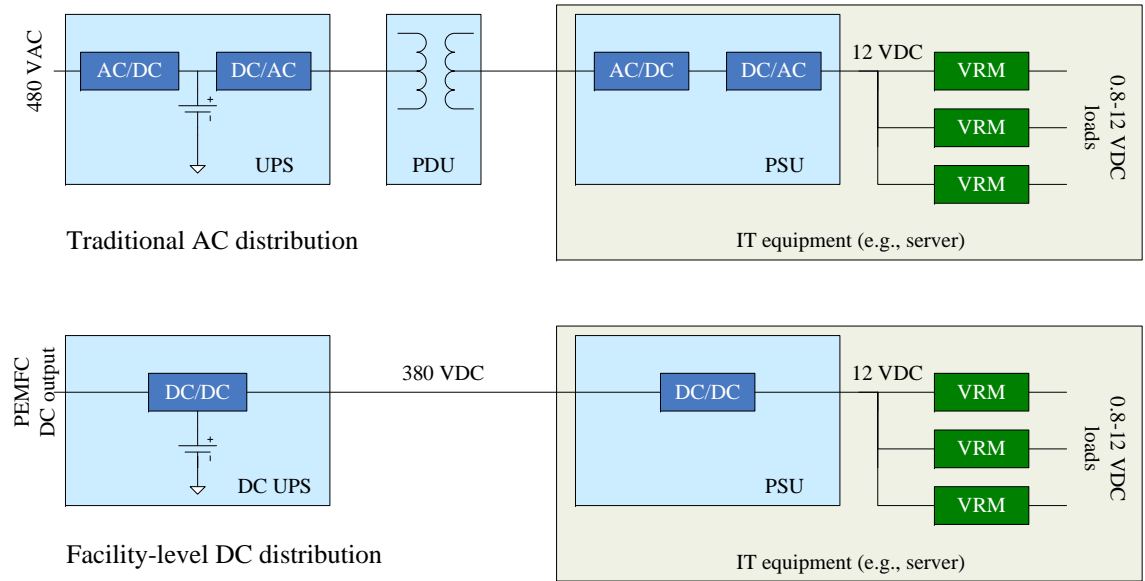 480 VAC
AC/DC
DC/AC
+
UPS
PDU
AC/DC
DC/AC
PSU
12 VDC
VRM
VRM
VRM
0.8-12 VDC
loads
IT equipment (e.g., server)
Traditional AC distribution
PEMFC
DC output
DC/DC
+
DC UPS
380 VDC
DC/DC
PSU
12 VDC
VRM
VRM
VRM
0.8-12 VDC
loads
IT equipment (e.g., server)
Facility-level DC distribution